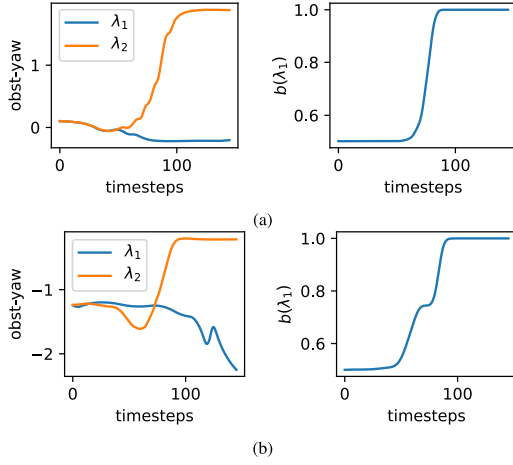 λ₁
λ₂
obst-yaw
1
0
0
100
timesteps
b(λ₁)
1.0
0.8
0.6
0
100
timesteps
(a)
λ₁
λ₂
obst-yaw
−1
−2
0
100
timesteps
b(λ₁)
1.0
0.8
0.6
0
100
timesteps
(b)